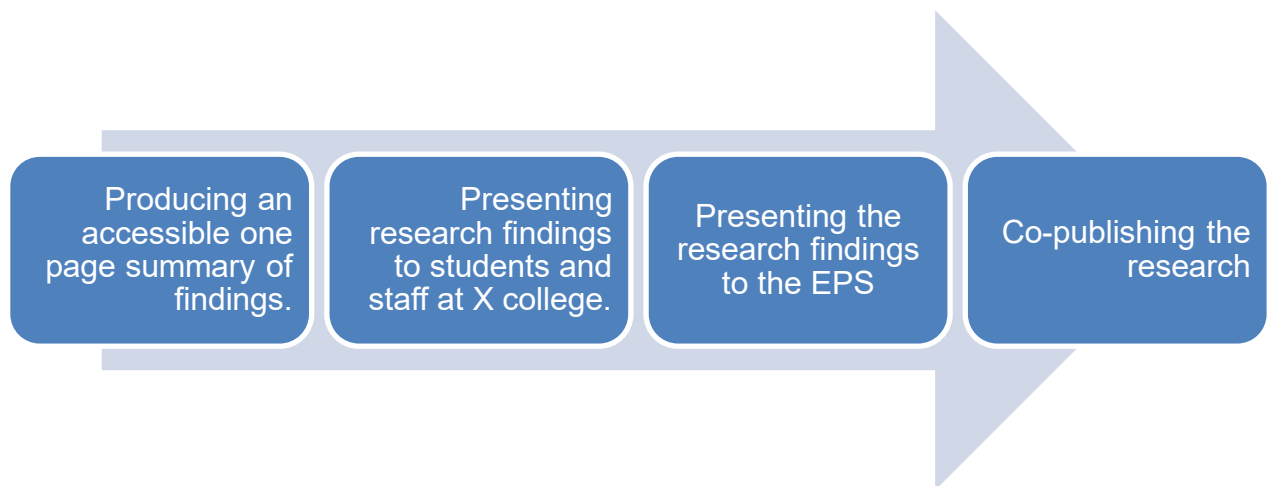 Producing an
accessible one
page summary of
findings.
Presenting
research findings
to students and
staff at X college.
Presenting the
research findings
to the EPS
Co-publishing the
research